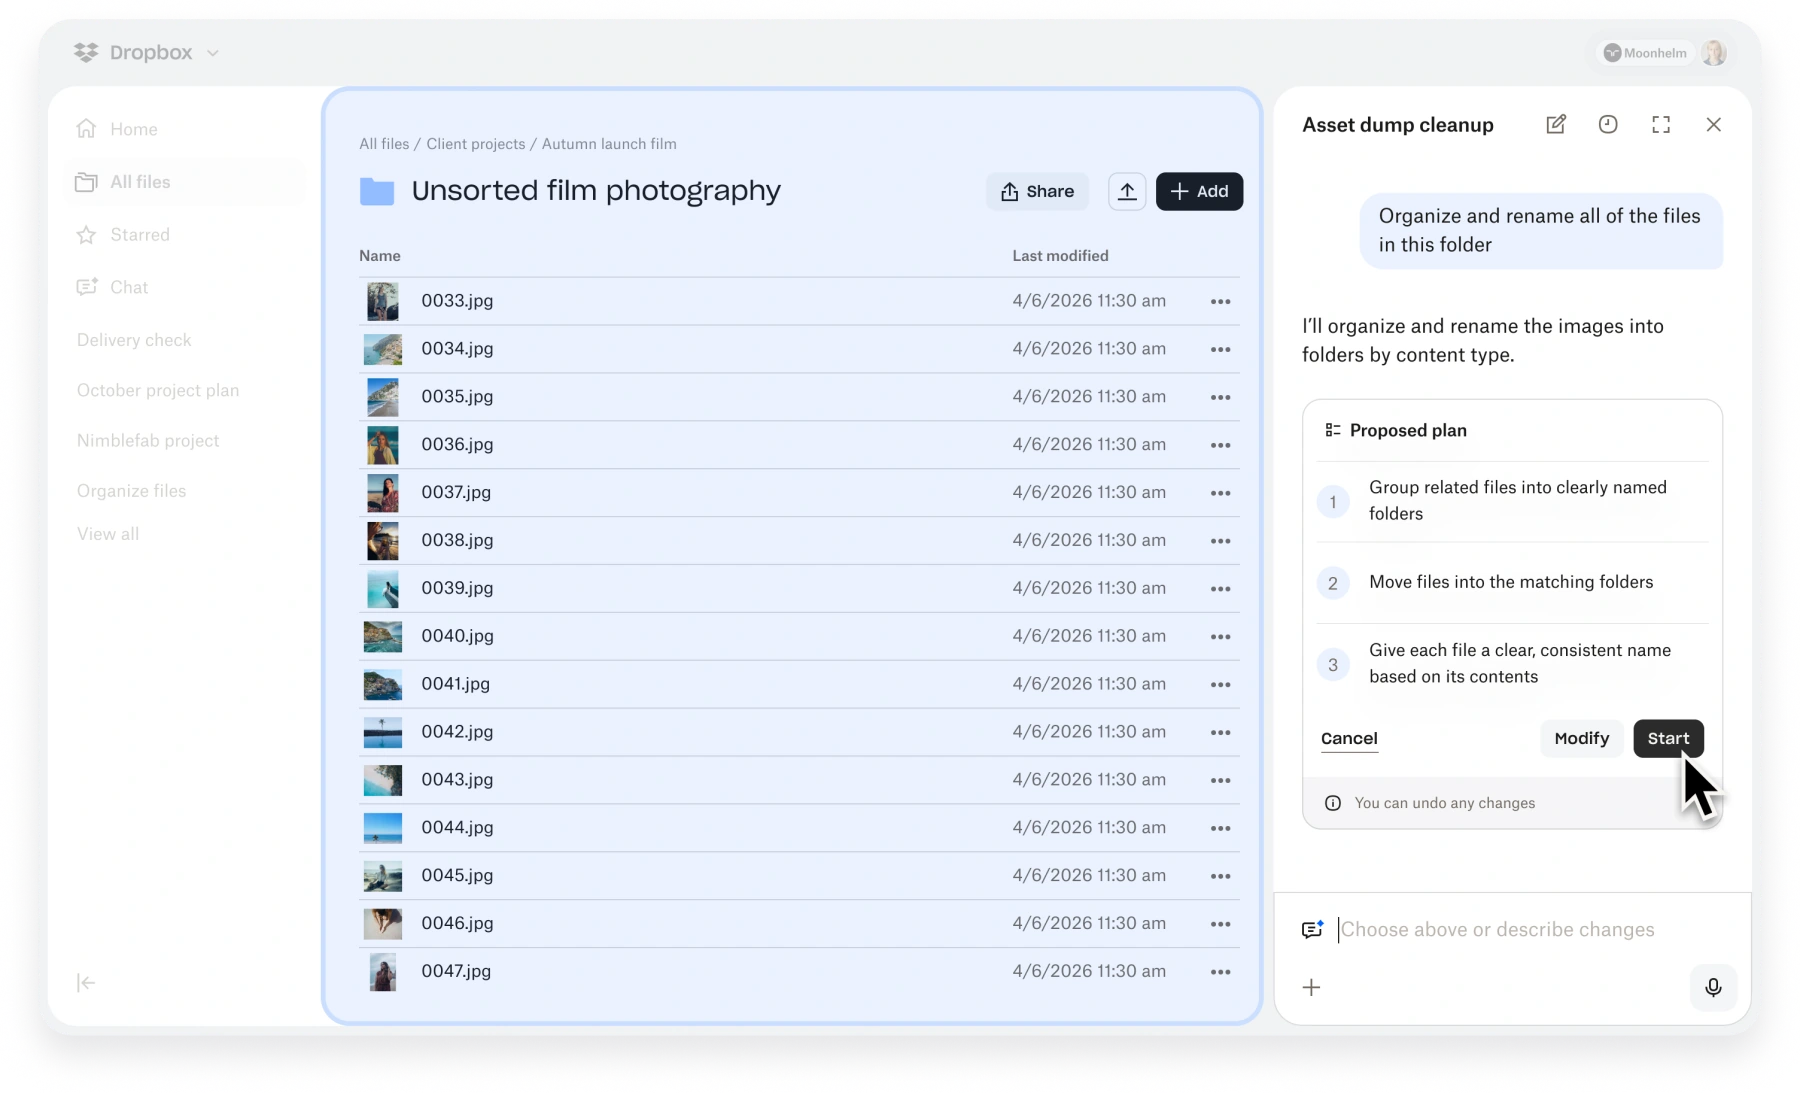 Dropbox
Moonhelm
Home
All files
Starred
Chat
Delivery check
October project plan
Nimblefab project
Organize files
View all
All files / Client projects / Autumn launch film
Unsorted film photography
Share
Add
Name Last modified
0033.jpg 4/6/2026 11:30 am
0034.jpg 4/6/2026 11:30 am
0035.jpg 4/6/2026 11:30 am
0036.jpg 4/6/2026 11:30 am
0037.jpg 4/6/2026 11:30 am
0038.jpg 4/6/2026 11:30 am
0039.jpg 4/6/2026 11:30 am
0040.jpg 4/6/2026 11:30 am
0041.jpg 4/6/2026 11:30 am
0042.jpg 4/6/2026 11:30 am
0043.jpg 4/6/2026 11:30 am
0044.jpg 4/6/2026 11:30 am
0045.jpg 4/6/2026 11:30 am
0046.jpg 4/6/2026 11:30 am
0047.jpg 4/6/2026 11:30 am
Asset dump cleanup
Organize and rename all of the files
in this folder
I’ll organize and rename the images into
folders by content type.
Proposed plan
1 Group related files into clearly named
folders
2 Move files into the matching folders
3 Give each file a clear, consistent name
based on its contents
Cancel Modify Start
You can undo any changes
Choose above or describe changes